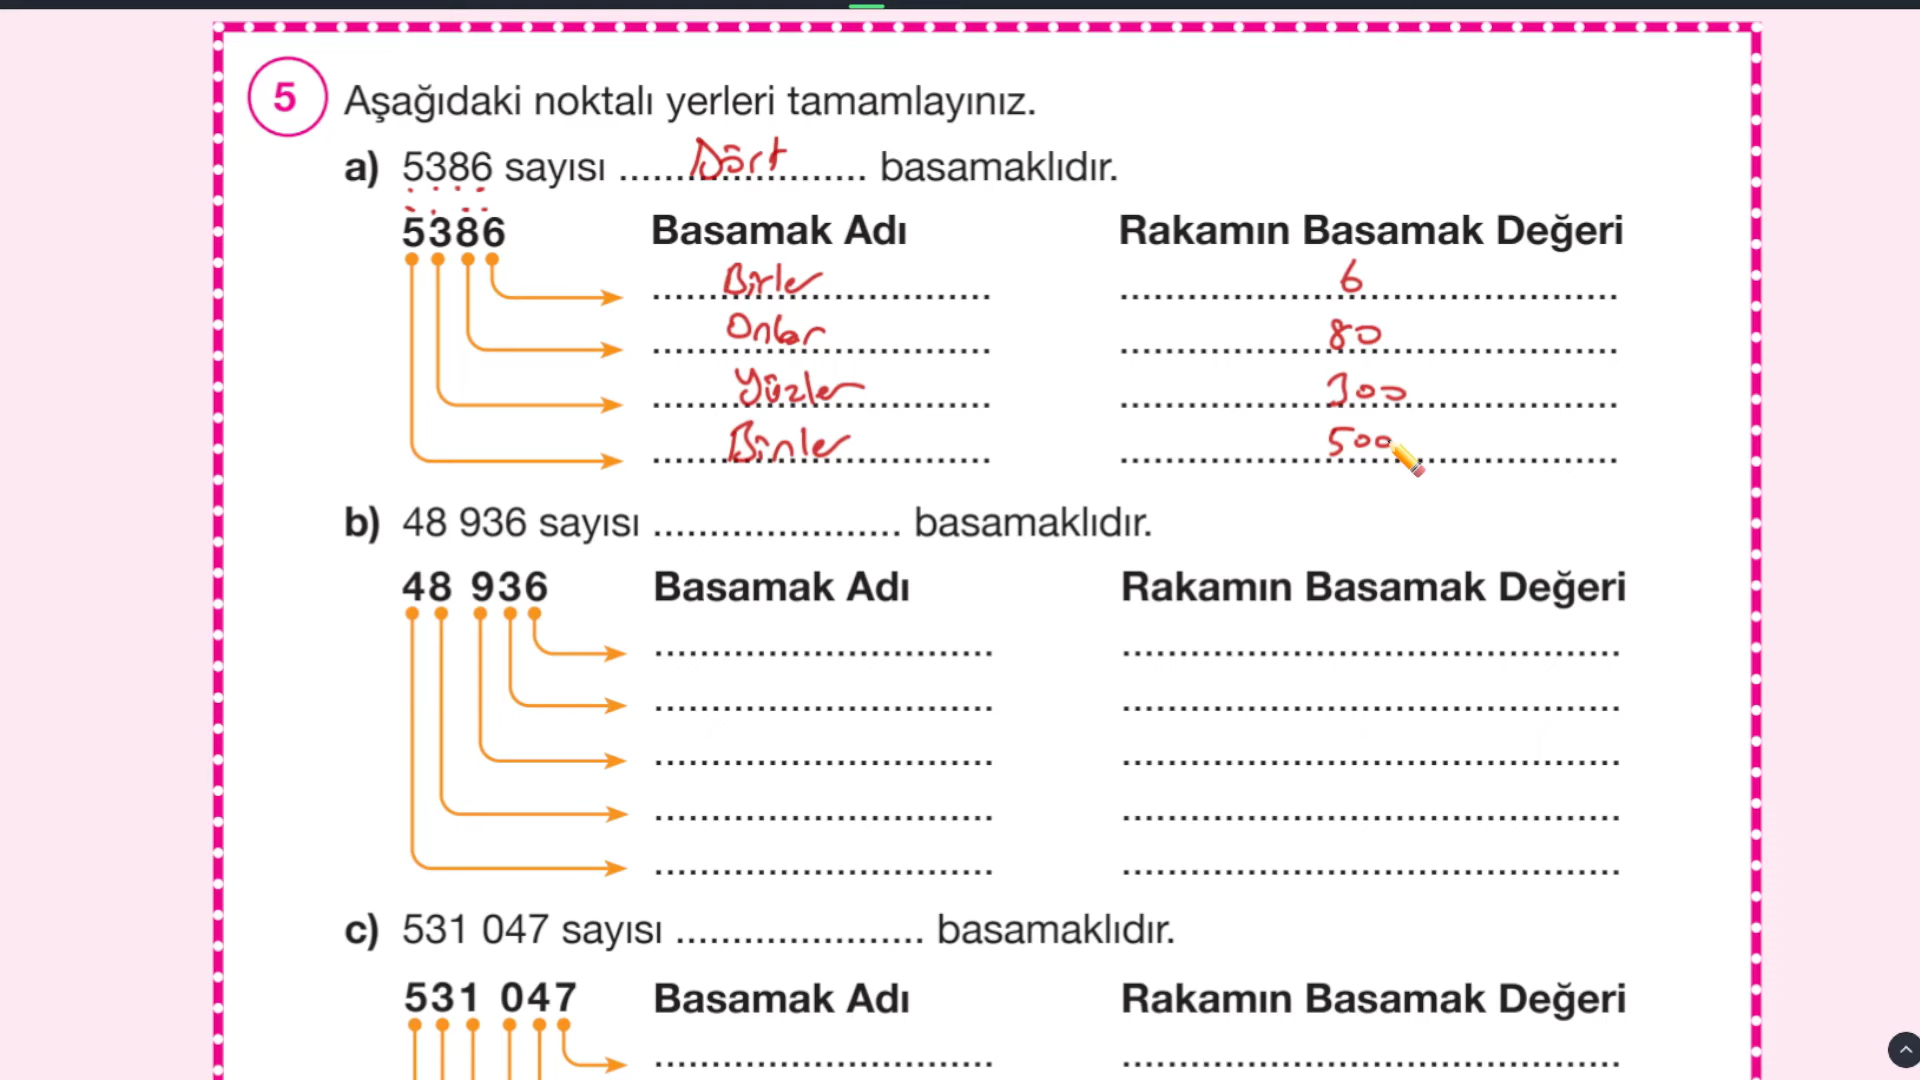 5 Aşağıdaki noktalı yerleri tamamlayınız.
a) 5386 sayısı ........Dört........ basamaklıdır.
5386 Basamak Adı Rakamın Basamak Değeri
Birler 6
Onlar 80
Yüzler 300
Binler 500
b) 48 936 sayısı ...................... basamaklıdır.
48 936 Basamak Adı Rakamın Basamak Değeri
c) 531 047 sayısı ...................... basamaklıdır.
531 047 Basamak Adı Rakamın Basamak Değeri